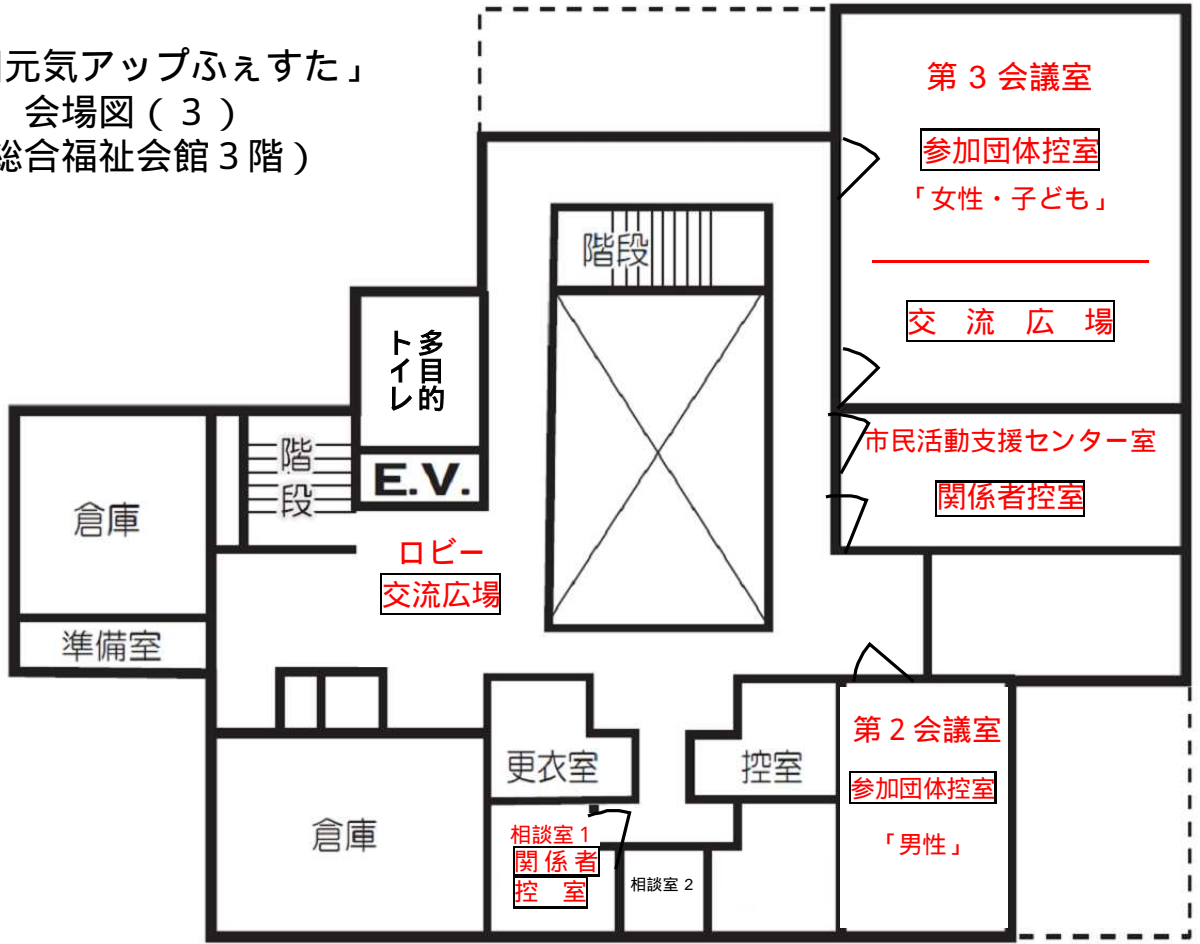 元気アップふぇすた」
会場図(3)
総合福祉会館3階)
第3会議室
参加団体控室
「女性・子ども」
交 流 広 場
階段
多目的
トイレ
E.V.
階段
倉庫
準備室
ロビー
交流広場
市民活動支援センター室
関係者控室
更衣室
控室
第2会議室
参加団体控室
「男性」
倉庫
相談室1
関係者
控 室
相談室2